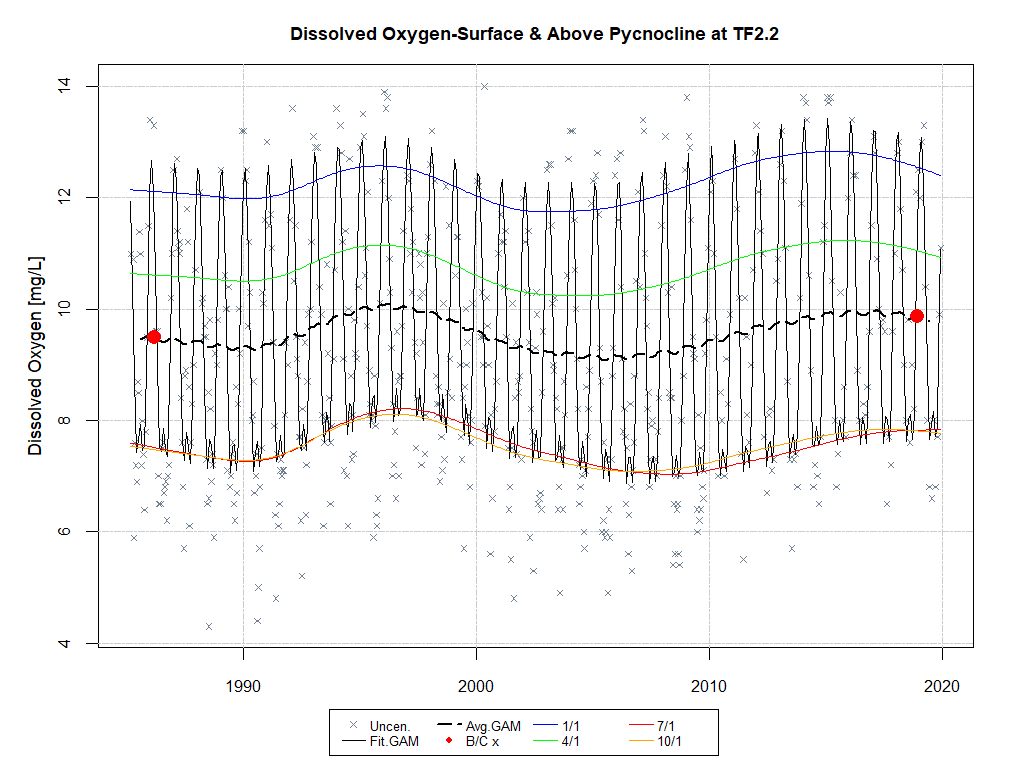 Dissolved Oxygen-Surface & Above Pycnocline at TF2.2
Dissolved Oxygen [mg/L]
14
12
10
8
6
4
1990 2000 2010 2020
Uncen. Avg.GAM 1/1 7/1
Fit.GAM B/C x 4/1 10/1